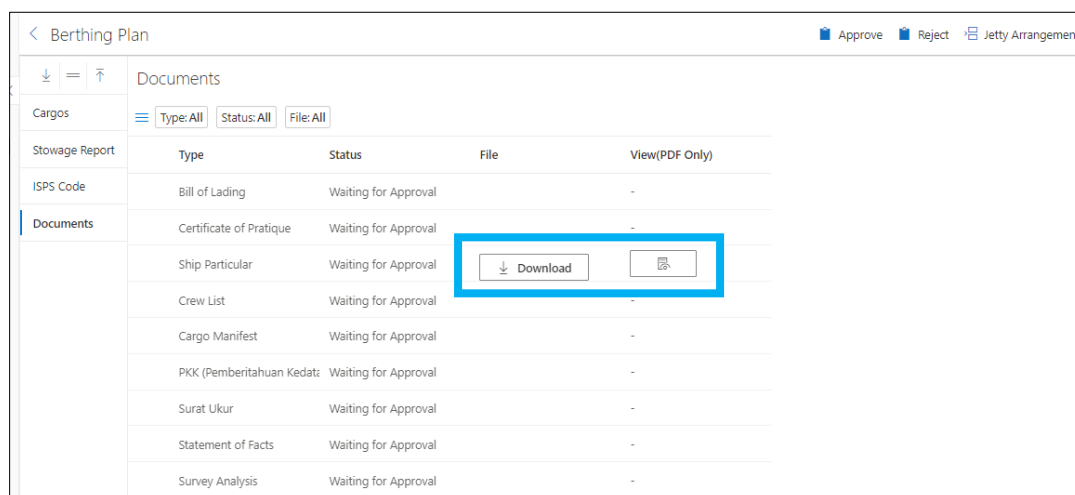 Berthing Plan
Approve Reject Jetty Arrangemen
Documents
Cargos
Stowage Report
ISPS Code
Documents
Type: All Status: All File: All
Type Status File View(PDF Only)
Bill of Lading Waiting for Approval -
Certificate of Pratique Waiting for Approval -
Ship Particular Waiting for Approval Download
Crew List Waiting for Approval -
Cargo Manifest Waiting for Approval -
PKK (Pemberitahuan Kedata Waiting for Approval -
Surat Ukur Waiting for Approval -
Statement of Facts Waiting for Approval -
Survey Analysis Waiting for Approval -